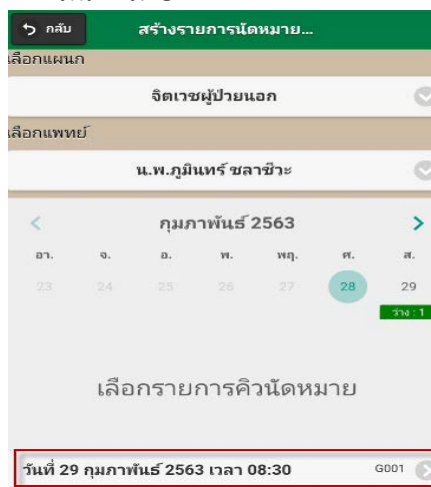 กลับ สร้างรายการนัดหมาย...
เลือกแผนก
จิตเวชผู้ป่วยนอก
เลือกแพทย์
น.พ.ภูมินทร์ ชลาชีวะ
< กุมภาพันธ์ 2563 >
อา. จ. อ. พ. พฤ. ศ. ส.
23 24 25 26 27 28 29
ว่าง : 1
เลือกรายการคิวนัดหมาย
วันที่ 29 กุมภาพันธ์ 2563 เวลา 08:30 G001